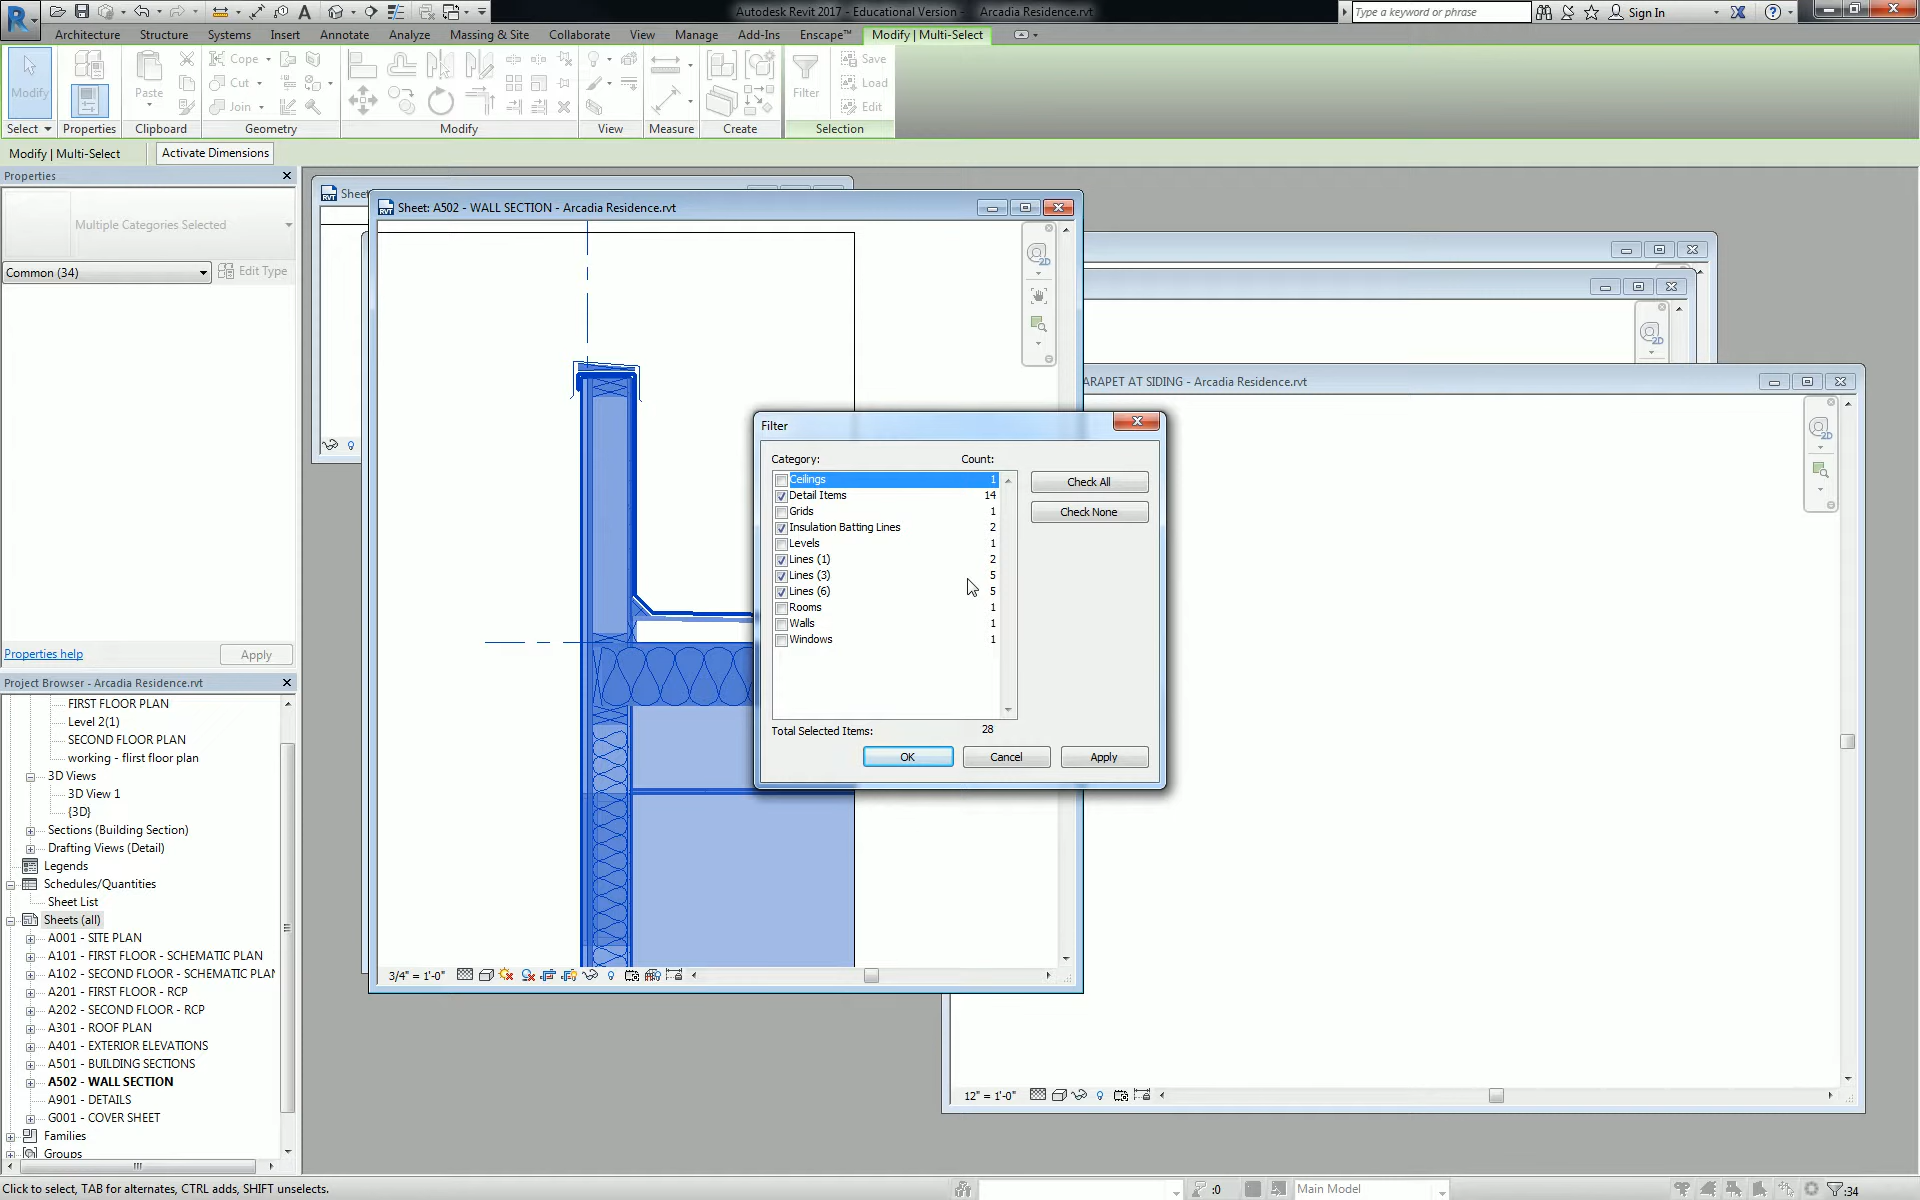 Autodesk Revit 2017 - Educational Version - Arcadia Residence.rvt
Type a keyword or phrase
Sign In
Architecture Structure Systems Insert Annotate Analyze Massing & Site Collaborate View Manage Add-Ins Enscape™ Modify | Multi-Select
Modify
Paste
Cope
Cut
Join
Filter
Save
Load
Edit
Select Properties Clipboard Geometry Modify View Measure Create Selection
Modify | Multi-Select Activate Dimensions
Properties
Multiple Categories Selected
Common (34)
Edit Type
Properties help
Apply
Project Browser - Arcadia Residence.rvt
FIRST FLOOR PLAN
Level 2(1)
SECOND FLOOR PLAN
working - flirst floor plan
3D Views
3D View 1
{3D}
Sections (Building Section)
Drafting Views (Detail)
Legends
Schedules/Quantities
Sheet List
Sheets (all)
A001 - SITE PLAN
A101 - FIRST FLOOR - SCHEMATIC PLAN
A102 - SECOND FLOOR - SCHEMATIC PLAN
A201 - FIRST FLOOR - RCP
A202 - SECOND FLOOR - RCP
A301 - ROOF PLAN
A401 - EXTERIOR ELEVATIONS
A501 - BUILDING SECTIONS
A502 - WALL SECTION
A901 - DETAILS
G001 - COVER SHEET
Families
Groups
Sheet
Sheet: A502 - WALL SECTION - Arcadia Residence.rvt
2D
3/4" = 1'-0"
2D
ARAPET AT SIDING - Arcadia Residence.rvt
2D
12" = 1'-0"
Filter
Category: Count:
Ceilings 1
Detail Items 14
Grids 1
Insulation Batting Lines 2
Levels 1
Lines (1) 2
Lines (3) 5
Lines (6) 5
Rooms 1
Walls 1
Windows 1
Check All
Check None
Total Selected Items: 28
OK Cancel Apply
Click to select, TAB for alternates, CTRL adds, SHIFT unselects.
:0
Main Model
:34